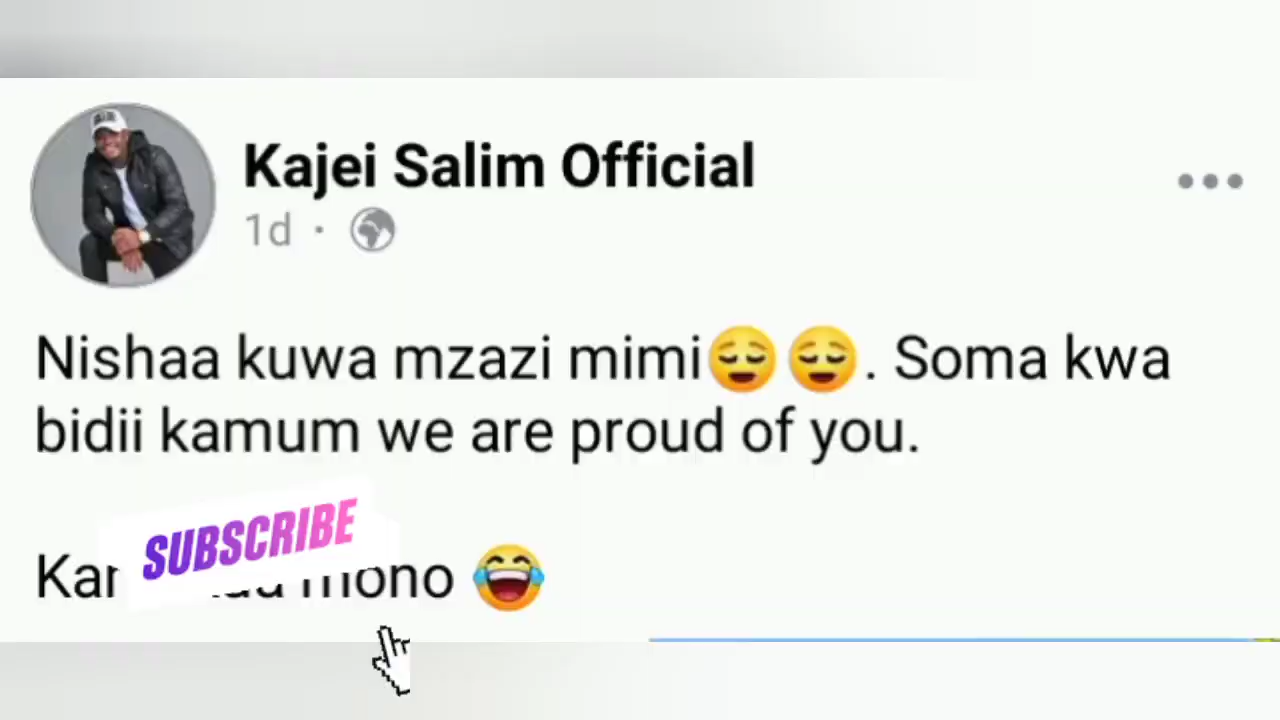 Kajei Salim Official
1d ·
Nishaa kuwa mzazi mimi😌😌. Soma kwa
bidii kamum we are proud of you.
SUBSCRIBE
mono 😂